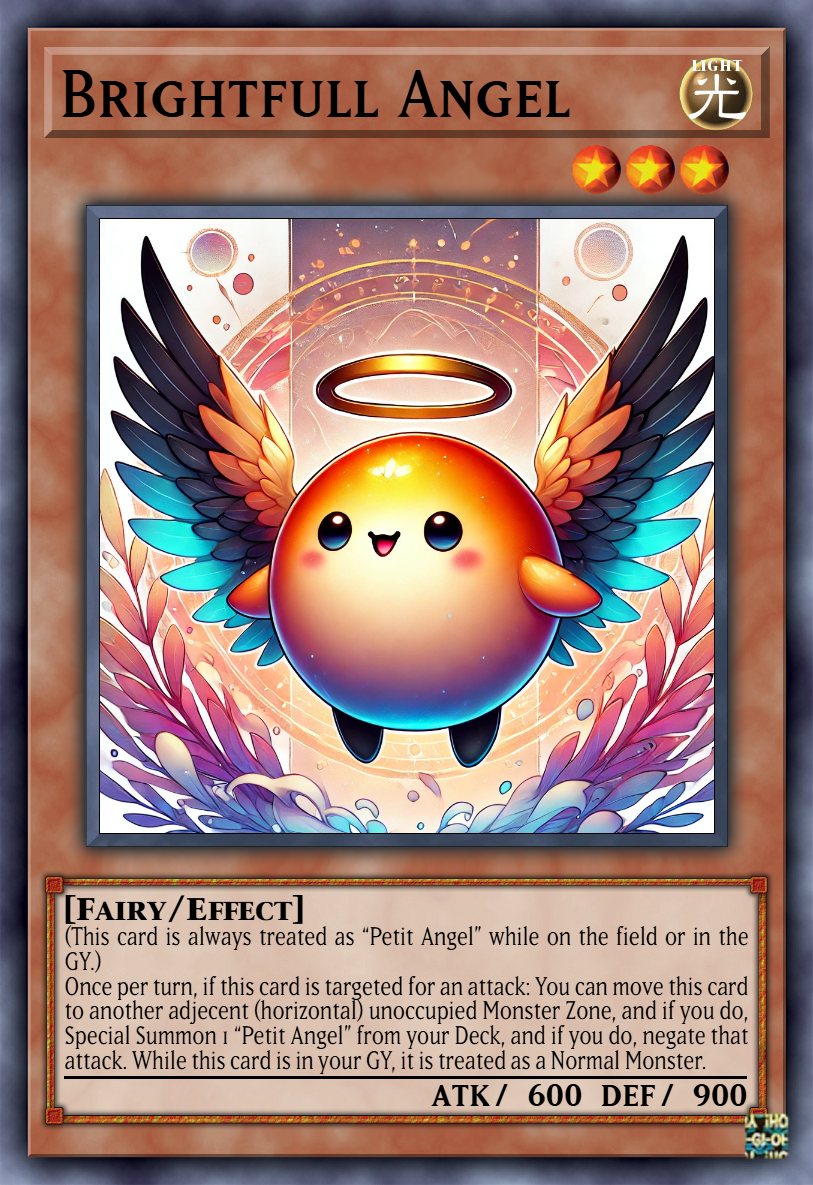 Brightfull Angel
LIGHT
光
[Fairy/Effect]
(This card is always treated as “Petit Angel” while on the field or in the
GY.)
Once per turn, if this card is targeted for an attack: You can move this card
to another adjecent (horizontal) unoccupied Monster Zone, and if you do,
Special Summon 1 “Petit Angel” from your Deck, and if you do, negate that
attack. While this card is in your GY, it is treated as a Normal Monster.
ATK/ 600 DEF/ 900